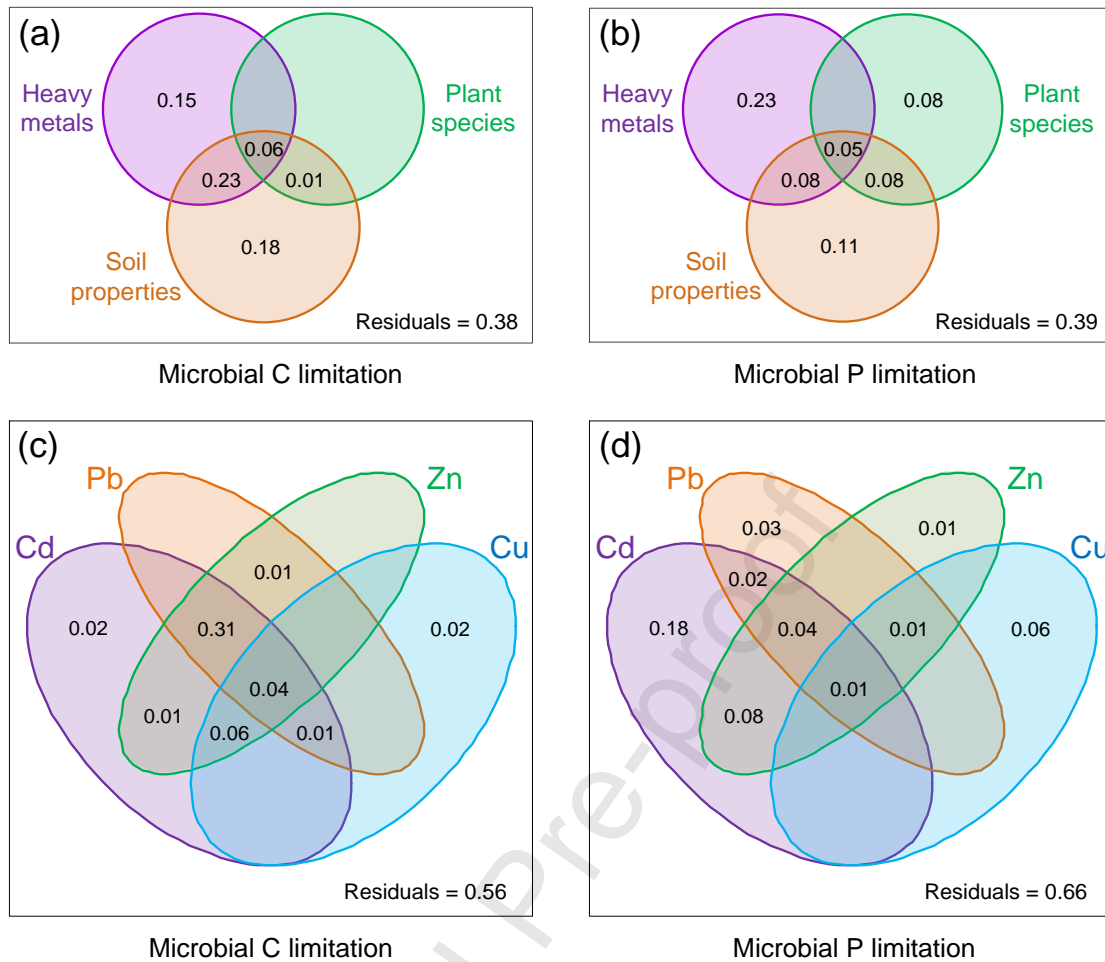 (a)
Heavy
metals
0.15
Plant
species
0.06
0.23
0.01
0.18
Soil
properties
Residuals = 0.38
Microbial C limitation
(b)
Heavy
metals
0.23
0.08
Plant
species
0.05
0.08
0.08
0.11
Soil
properties
Residuals = 0.39
Microbial P limitation
(c)
Pb
Zn
Cd
Cu
0.01
0.02
0.31
0.02
0.04
0.01
0.06
0.01
Residuals = 0.56
Microbial C limitation
(d)
Pb
Zn
Cd
Cu
0.03
0.01
0.02
0.18
0.04
0.01
0.06
0.01
0.08
Residuals = 0.66
Microbial P limitation
Pre-proof